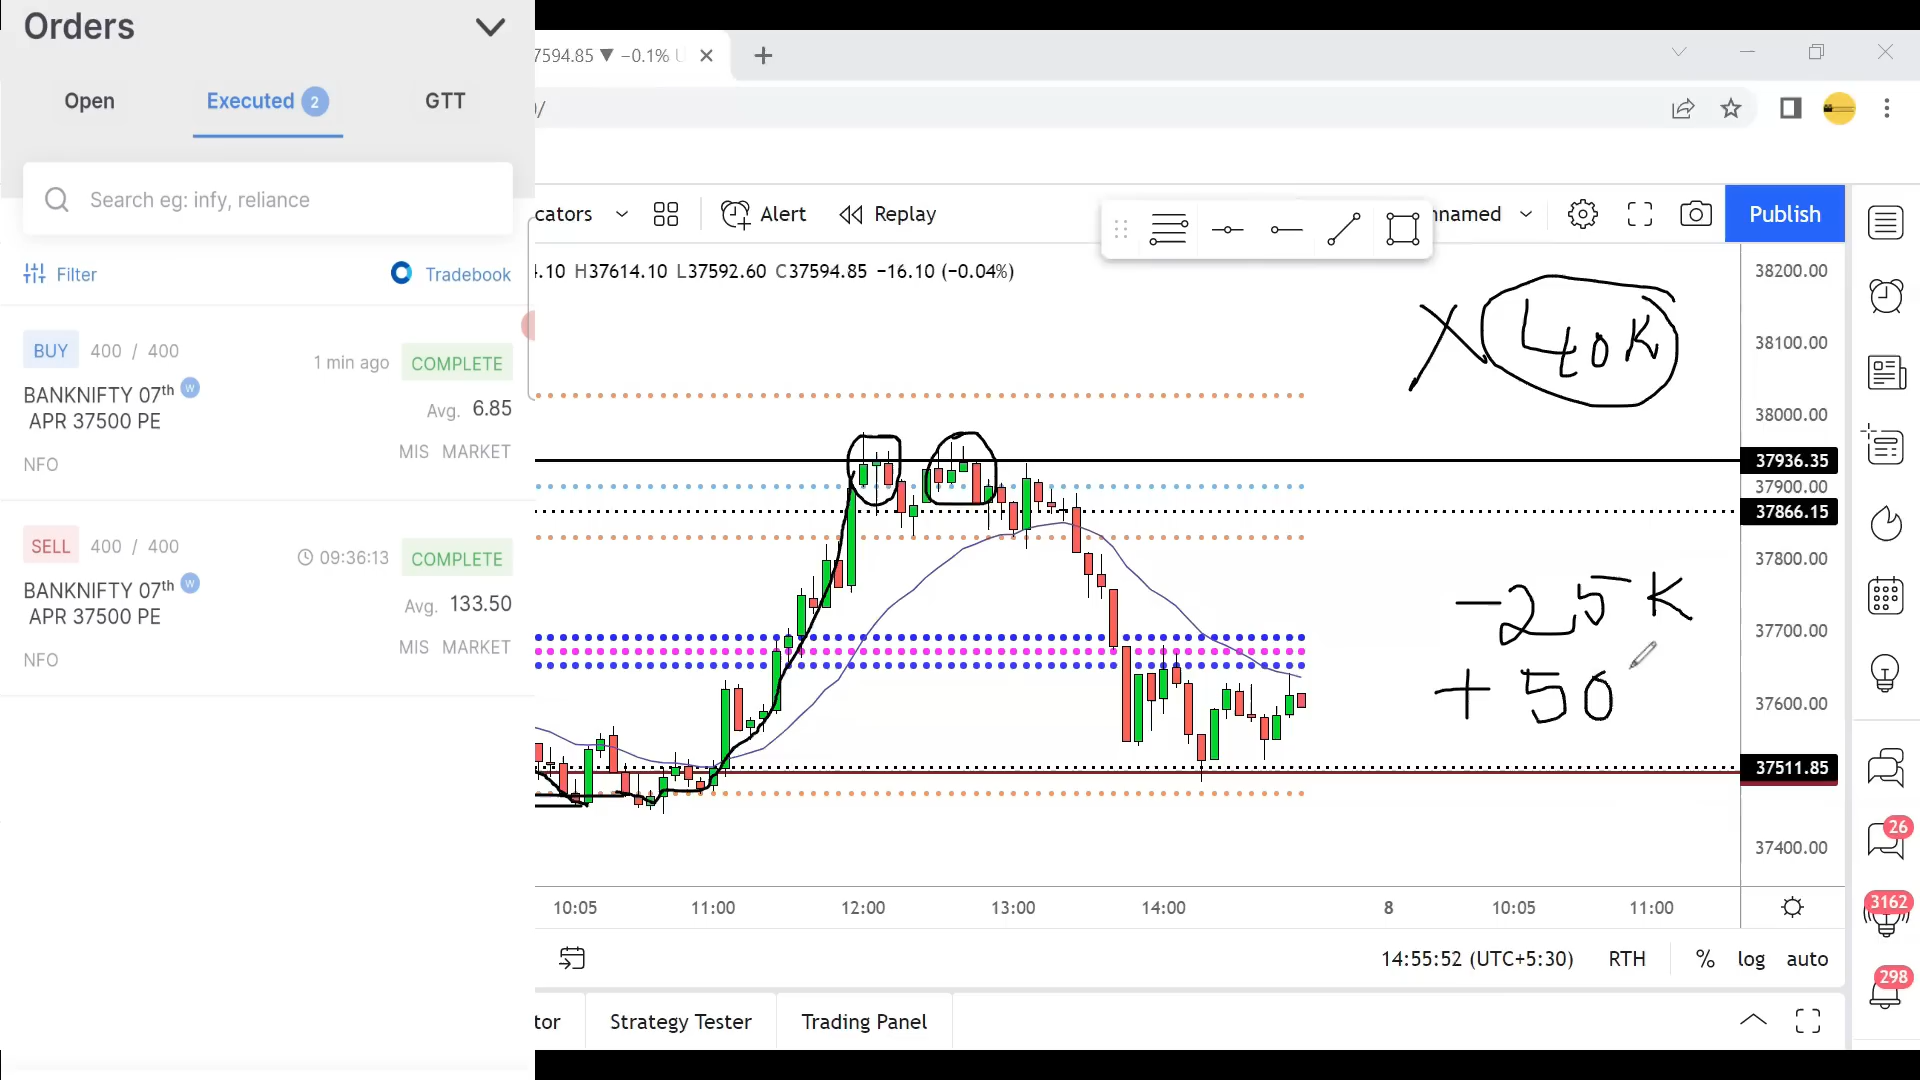 Orders
Open
Executed 2
GTT
Search eg: infy, reliance
Filter
Tradebook
BUY 400 / 400
1 min ago COMPLETE
BANKNIFTY 07th W
APR 37500 PE
Avg. 6.85
NFO
MIS MARKET
SELL 400 / 400
09:36:13 COMPLETE
BANKNIFTY 07th W
APR 37500 PE
Avg. 133.50
NFO
MIS MARKET
7594.85 ▼ −0.1% U
0/
cators
Alert
Replay
nnamed
Publish
4.10 H37614.10 L37592.60 C37594.85 −16.10 (−0.04%)
X 40K
-25K
+50
38200.00
38100.00
38000.00
37936.35
37900.00
37866.15
37800.00
37700.00
37600.00
37511.85
37400.00
10:05 11:00 12:00 13:00 14:00 8 10:05 11:00
14:55:52 (UTC+5:30) RTH % log auto
tor
Strategy Tester
Trading Panel
26
3162
298